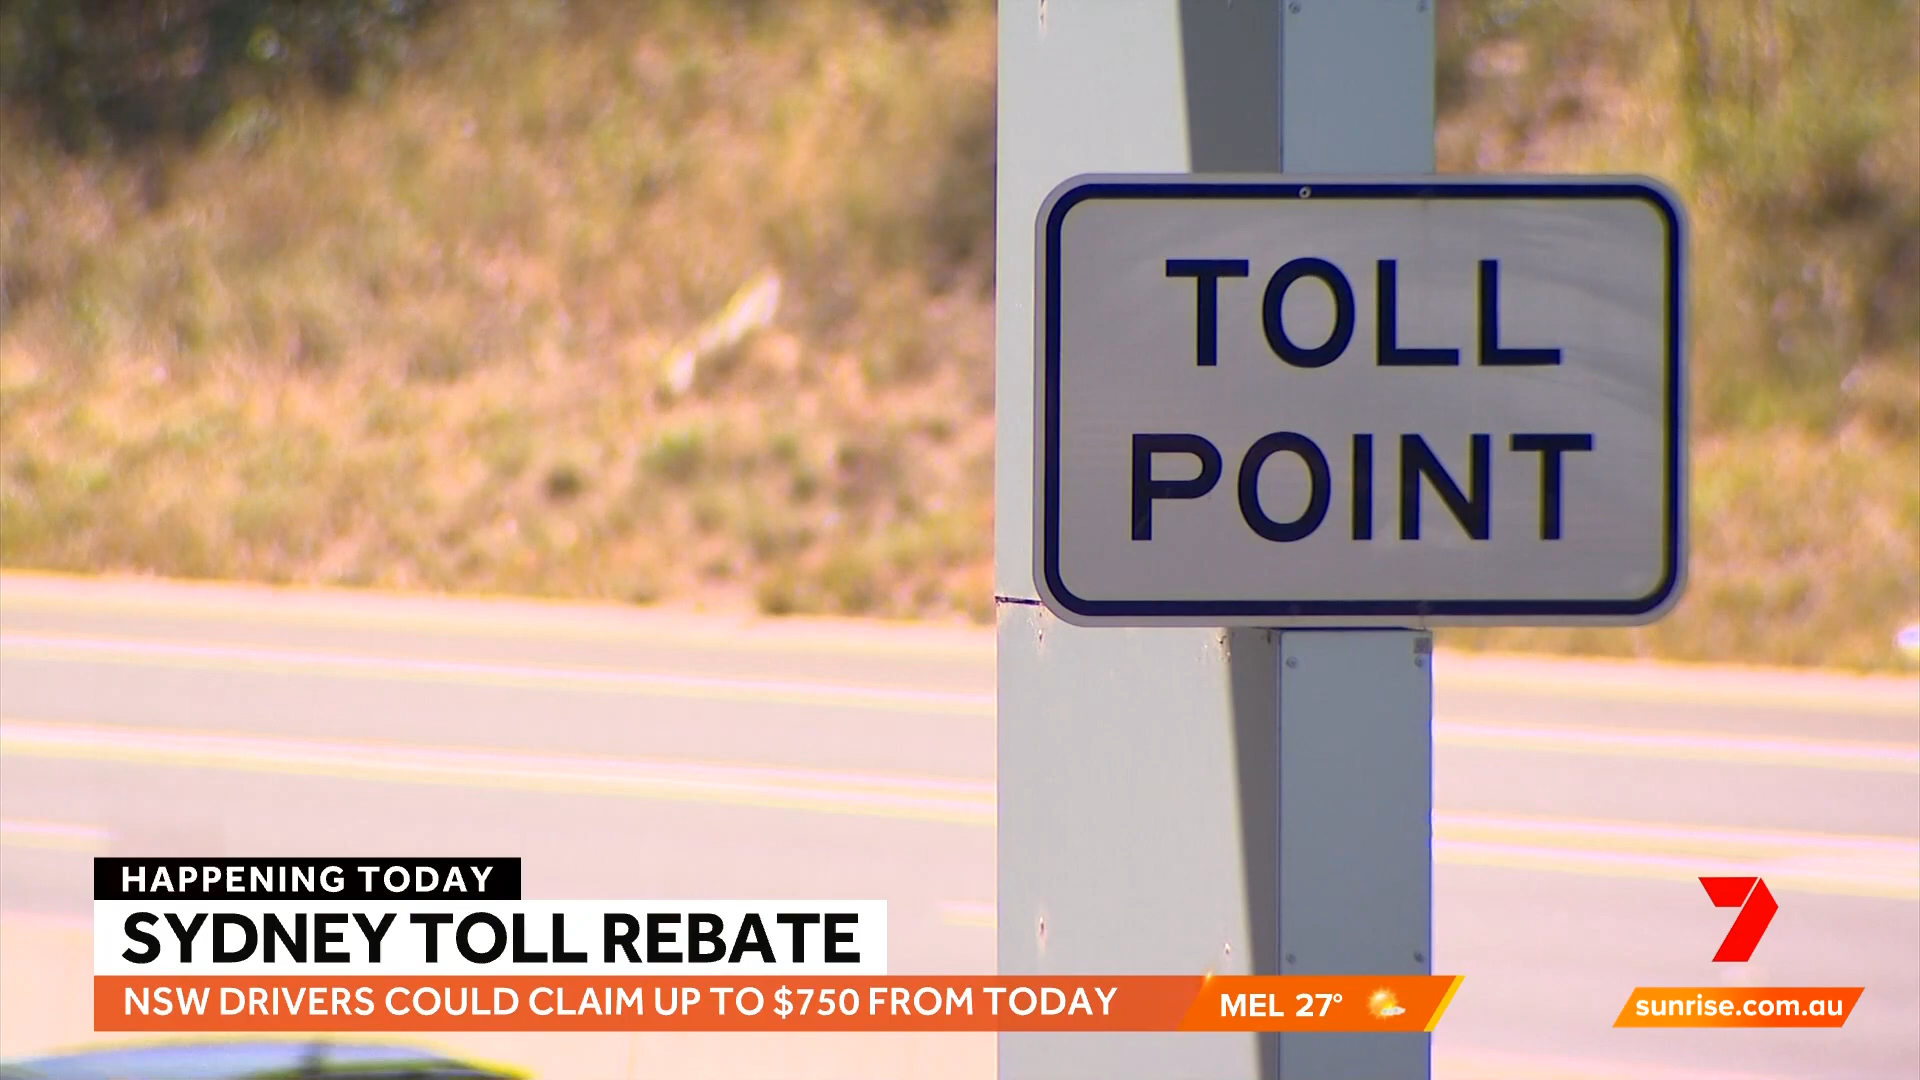 TOLL
POINT
HAPPENING TODAY
SYDNEY TOLL REBATE
NSW DRIVERS COULD CLAIM UP TO $750 FROM TODAY
MEL 27°
7
sunrise.com.au